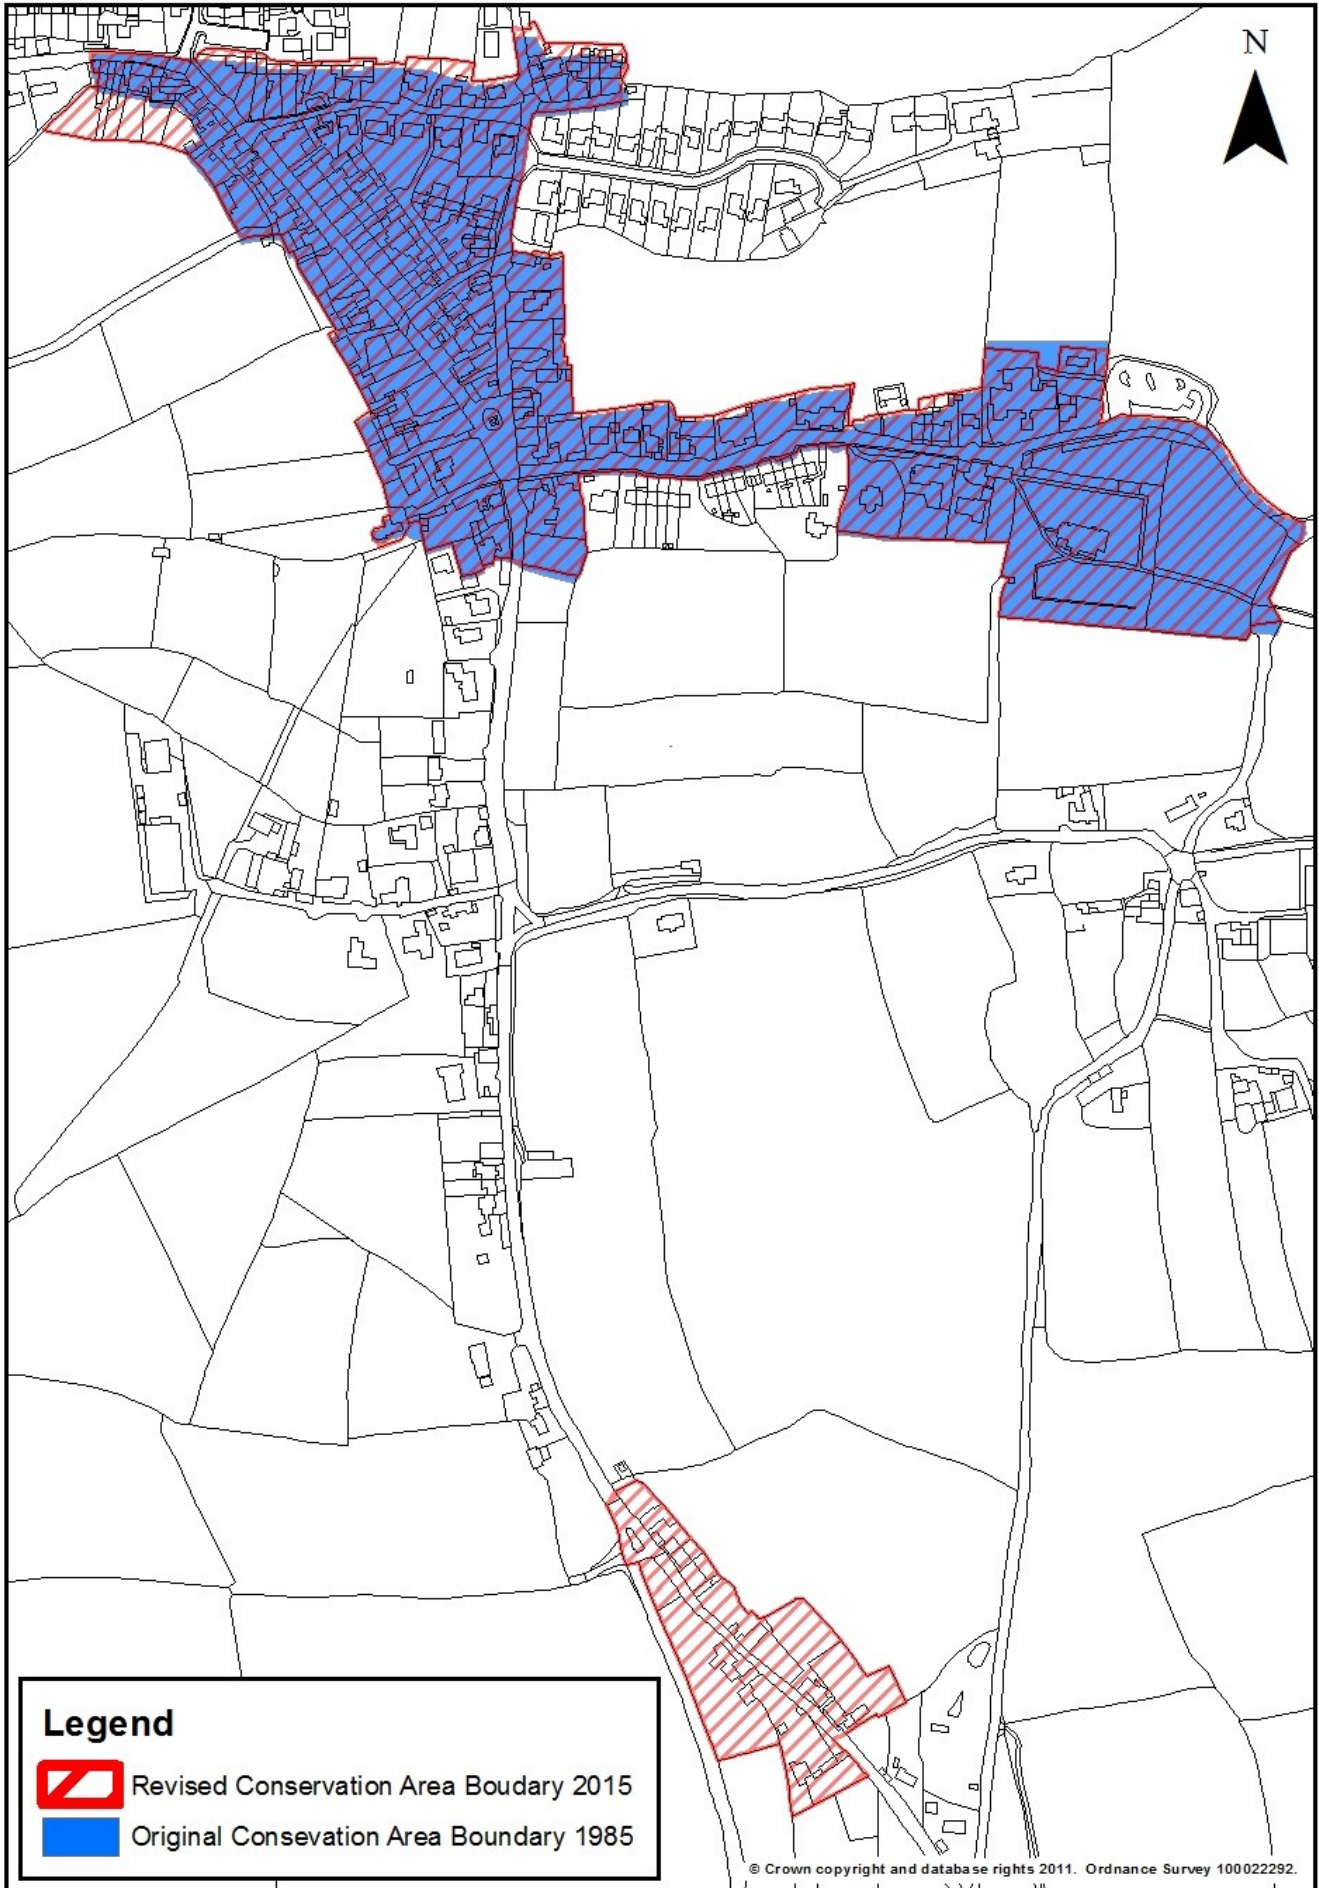 N
Legend
Revised Conservation Area Boudary 2015
Original Consevation Area Boundary 1985
© Crown copyright and database rights 2011. Ordnance Survey 100022292.